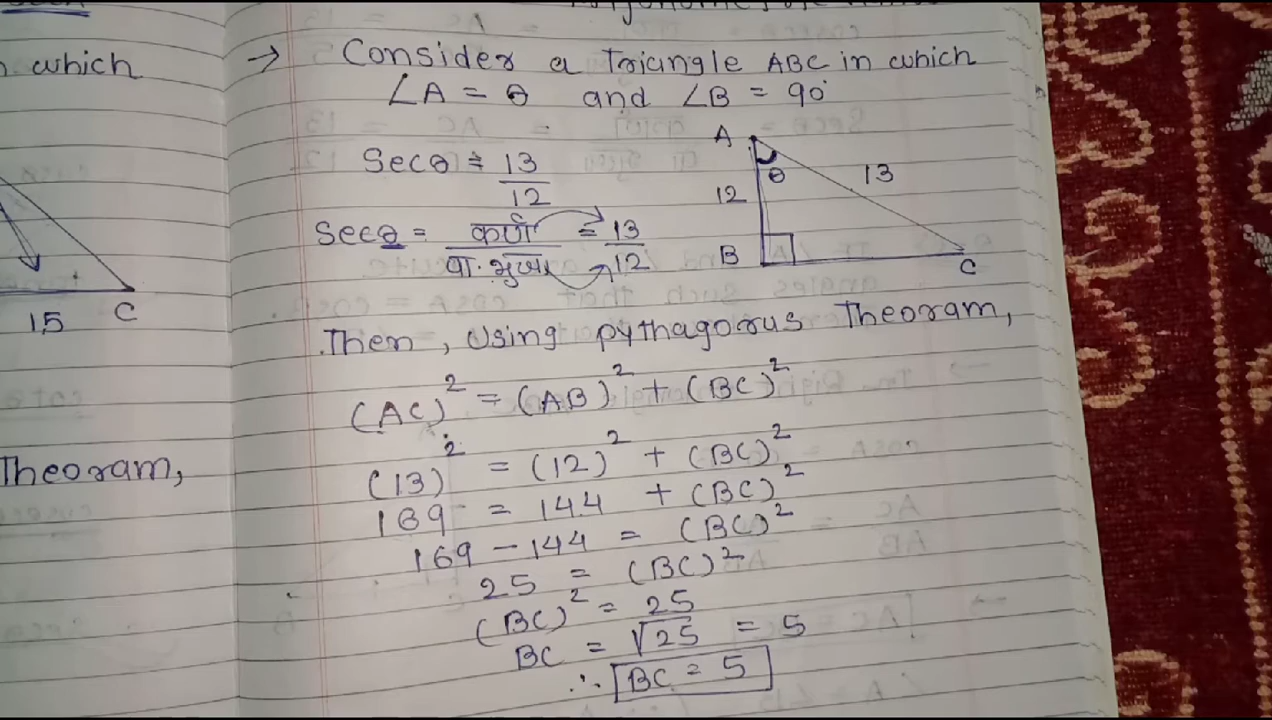 which
15
C
Theoram,
→ Consider a Triangle ABC in which
∠A = θ and ∠B = 90°
Secθ = 13/12
Secθ = कर्ण/पा. भुजा = 13/12
A
θ
12
13
B
C
Then, Using pythagorus Theoram,
(AC)² = (AB)² + (BC)²
(13)² = (12)² + (BC)²
169 = 144 + (BC)²
169 - 144 = (BC)²
25 = (BC)²
(BC)² = 25
BC = √25 = 5
∴ BC = 5